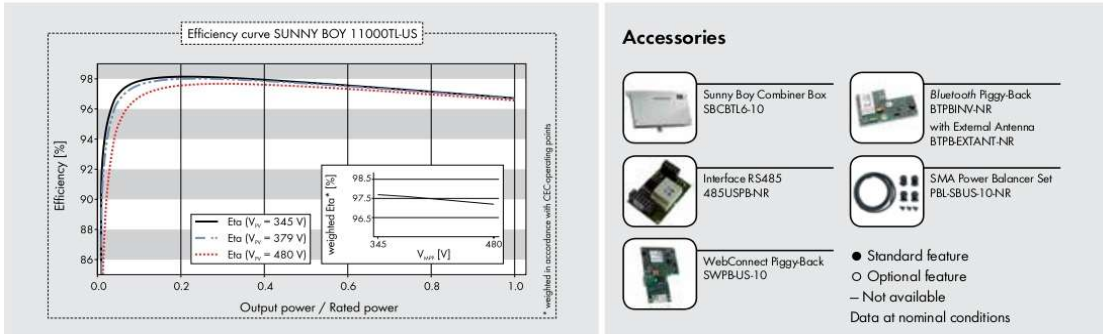 Efficiency curve SUNNY BOY 11000TL-US
98
96
94
92
90
88
86
Efficiency [%]
0.0
0.2
0.4
0.6
0.8
1.0
Output power / Rated power
Eta (VPV = 345 V)
Eta (VPV = 379 V)
Eta (VPV = 480 V)
weighted Eta* [%]
98.5
97.5
96.5
345
480
VMPP [V]
* weighted in accordance with CEC-operating points
Accessories
Sunny Boy Combiner Box
SBCBTL6-10
Bluetooth Piggy-Back
BTPBINV-NR
with External Antenna
BTPB-EXTANT-NR
Interface RS485
485USPB-NR
SMA Power Balancer Set
PBL-SBUS-10-NR
WebConnect Piggy-Back
SWPB-US-10
● Standard feature
○ Optional feature
– Not available
Data at nominal conditions